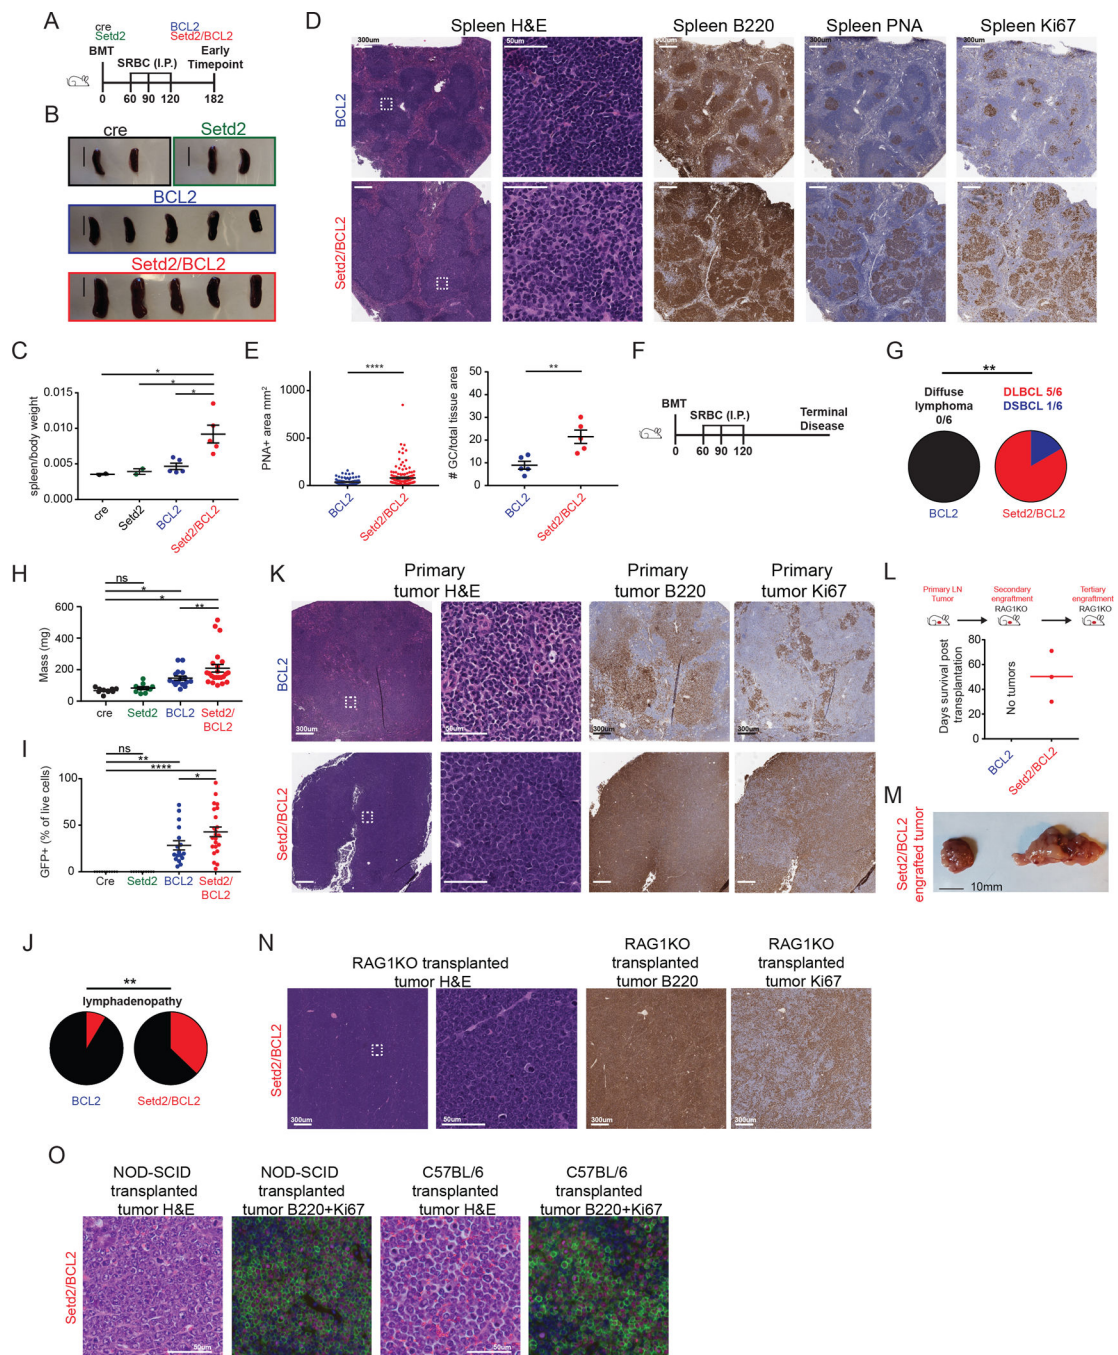 A
cre
BCL2
Setd2
Setd2/BCL2
BMT
Early
SRBC (I.P.)
Timepoint
0
60
90
120
182
B
cre
Setd2
BCL2
Setd2/BCL2
C
spleen/body weight
0.015
0.010
0.005
0.000
*
*
*
cre
Setd2
BCL2
Setd2/BCL2
D
Spleen H&E
Spleen B220
Spleen PNA
Spleen Ki67
BCL2
300um
50um
Setd2/BCL2
E
PNA+ area mm²
1000
500
0
****
BCL2
Setd2/BCL2
# GC/total tissue area
50
40
30
20
10
0
**
BCL2
Setd2/BCL2
F
BMT
SRBC (I.P.)
Terminal
Disease
0
60
90
120
G
**
Diffuse
lymphoma
0/6
DLBCL 5/6
DSBCL 1/6
BCL2
Setd2/BCL2
H
ns
*
*
**
Mass (mg)
600
400
200
0
cre
Setd2
BCL2
Setd2/
BCL2
I
ns
**
****
*
GFP+ (% of live cells)
100
50
0
Cre
Setd2
BCL2
Setd2/
BCL2
J
**
lymphadenopathy
BCL2
Setd2/BCL2
K
Primary
tumor H&E
Primary
tumor B220
Primary
tumor Ki67
BCL2
300um
50um
300um
300um
Setd2/BCL2
L
Primary LN
Tumor
Secondary
engraftment
RAG1KO
Tertiary
engraftment
RAG1KO
Days survival post
transplantation
100
80
60
40
20
0
No tumors
BCL2
Setd2/BCL2
M
Setd2/BCL2
engrafted tumor
10mm
N
RAG1KO transplanted
tumor H&E
RAG1KO
transplanted
tumor B220
RAG1KO
transplanted
tumor Ki67
Setd2/BCL2
300um
50um
300um
300um
O
NOD-SCID
transplanted
tumor H&E
NOD-SCID
transplanted
tumor B220+Ki67
C57BL/6
transplanted
tumor H&E
C57BL/6
transplanted
tumor B220+Ki67
Setd2/BCL2
50um
50um